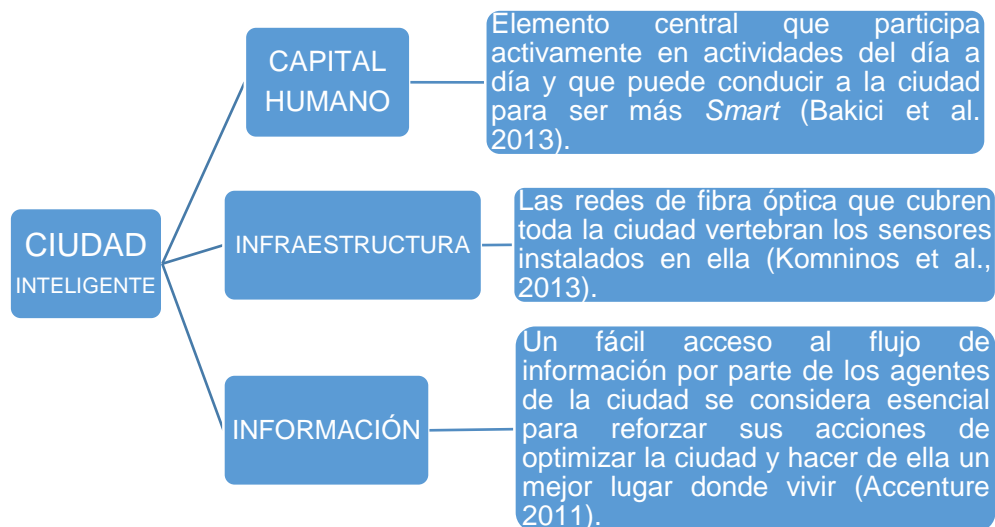 CIUDAD
INTELIGENTE
CAPITAL
HUMANO
Elemento central que participa
activamente en actividades del día a
día y que puede conducir a la ciudad
para ser más Smart (Bakici et al.
2013).
INFRAESTRUCTURA
Las redes de fibra óptica que cubren
toda la ciudad vertebran los sensores
instalados en ella (Komninos et al.,
2013).
INFORMACIÓN
Un fácil acceso al flujo de
información por parte de los agentes
de la ciudad se considera esencial
para reforzar sus acciones de
optimizar la ciudad y hacer de ella un
mejor lugar donde vivir (Accenture
2011).